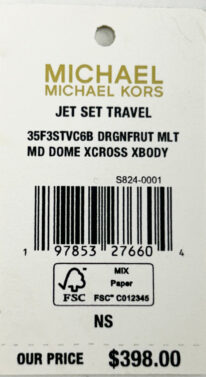 MICHAEL
MICHAEL KORS
JET SET TRAVEL
35F3STVC6B DRGNFRUT MLT
MD DOME XCROSS XBODY
S824-0001
1 97853 27660 4
FSC
MIX
Paper
FSC™ C012345
NS
OUR PRICE $398.00